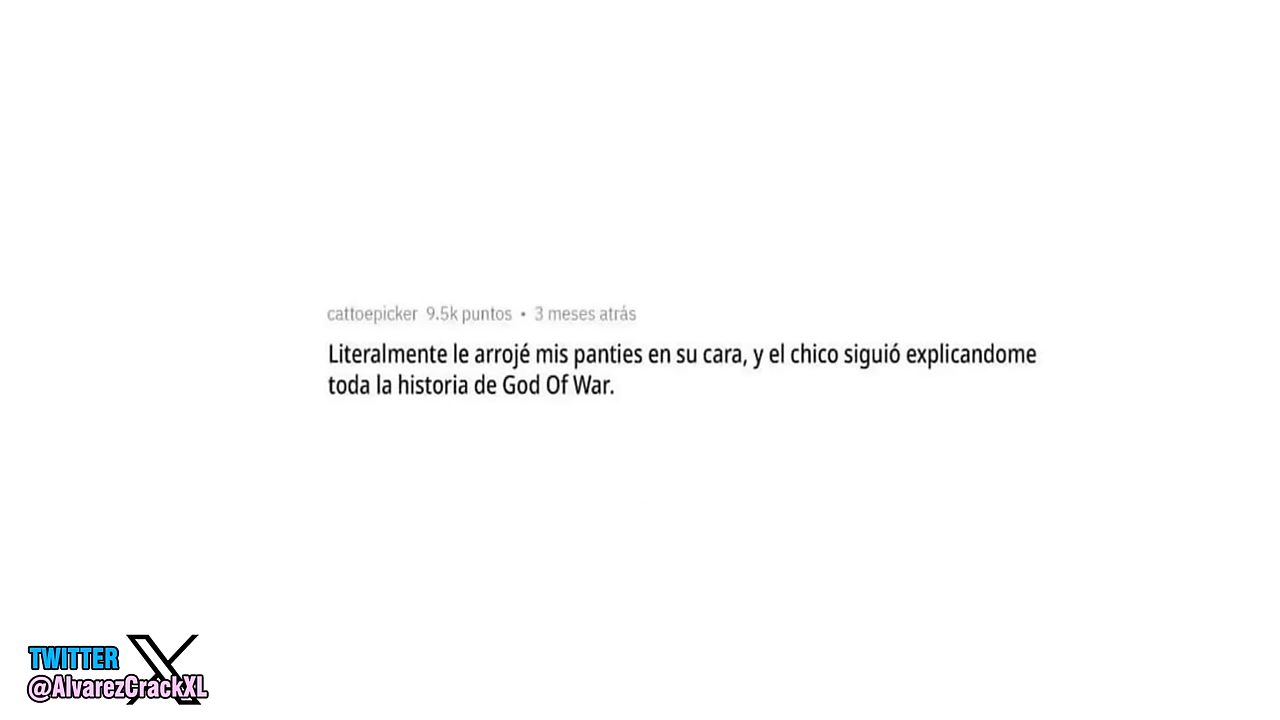 cattoepicker 9.5k puntos • 3 meses atrás
Literalmente le arrojé mis panties en su cara, y el chico siguió explicandome
toda la historia de God Of War.
TWITTER X
@AlvarezCrackXL